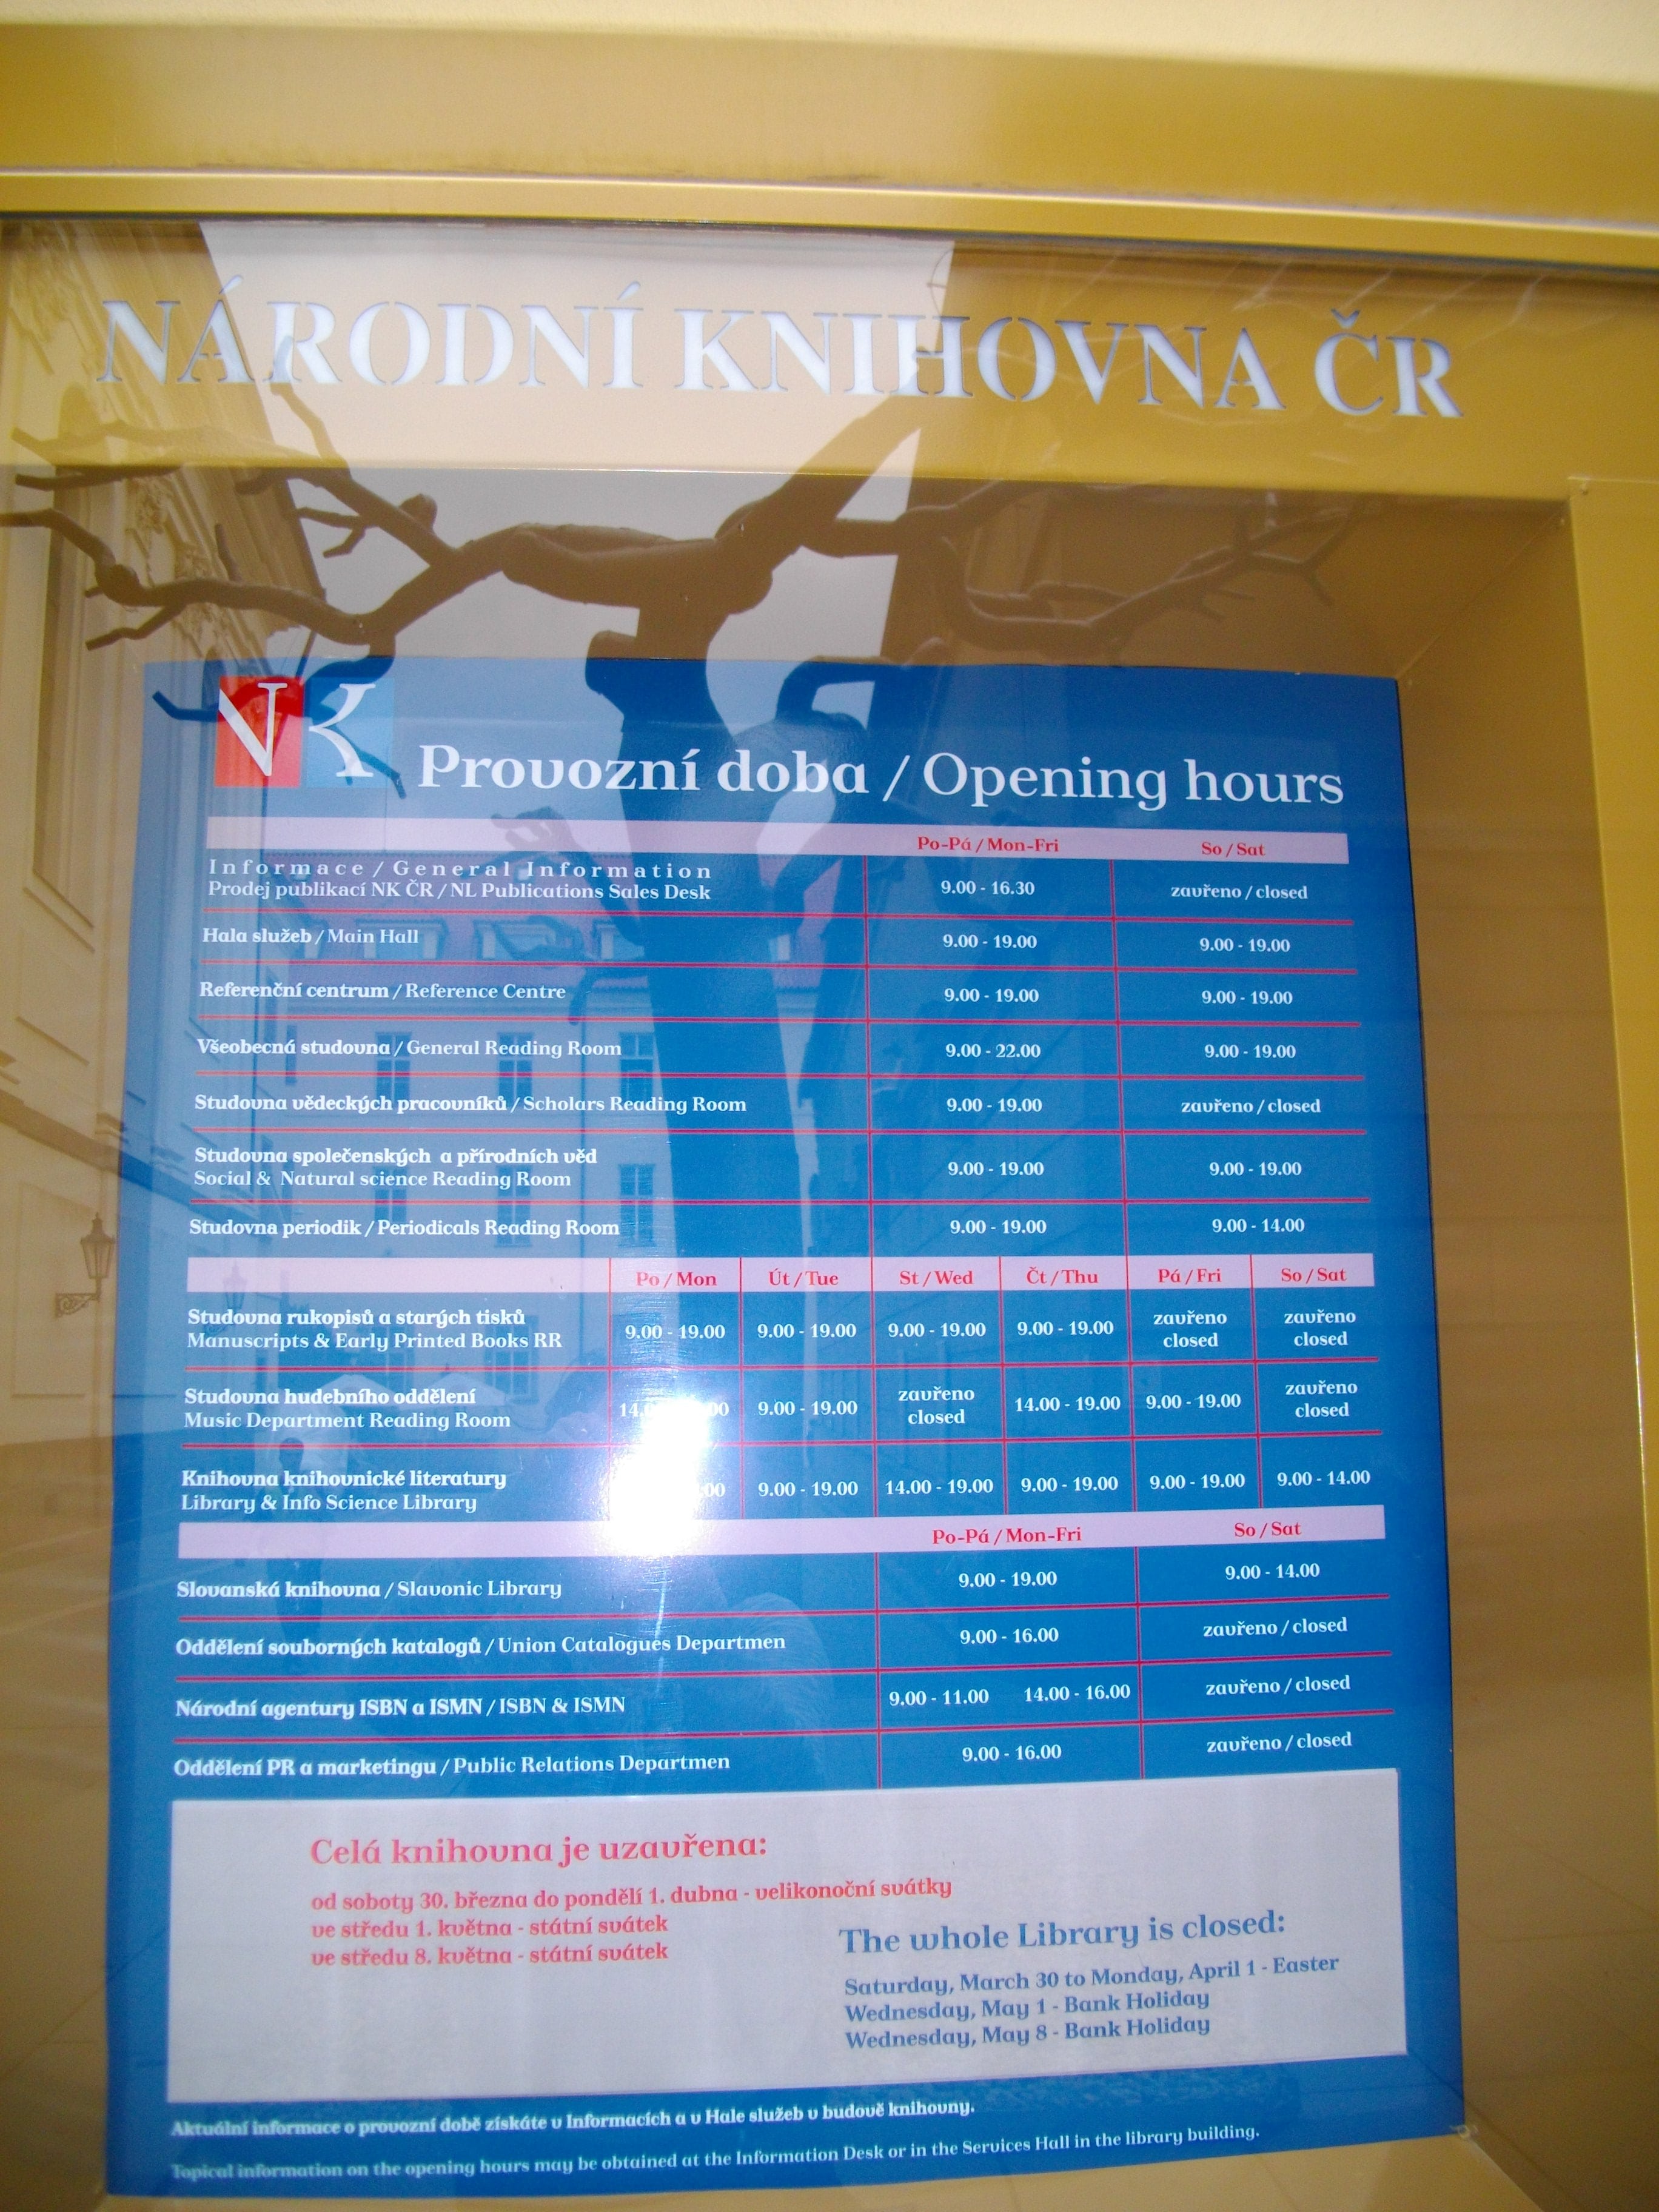 NÁRODNÍ KNIHOVNA ČR
NK
Provozní doba / Opening hours
Po-Pá / Mon-Fri So / Sat
Informace / General Information
Prodej publikací NK ČR / NL Publications Sales Desk 9.00 - 16.30 zavřeno / closed
Hala služeb / Main Hall 9.00 - 19.00 9.00 - 19.00
Referenční centrum / Reference Centre 9.00 - 19.00 9.00 - 19.00
Všeobecná studovna / General Reading Room 9.00 - 22.00 9.00 - 19.00
Studovna vědeckých pracovníků / Scholars Reading Room 9.00 - 19.00 zavřeno / closed
Studovna společenských a přírodních věd
Social & Natural science Reading Room 9.00 - 19.00 9.00 - 19.00
Studovna periodik / Periodicals Reading Room 9.00 - 19.00 9.00 - 14.00
Po / Mon Út / Tue St / Wed Čt / Thu Pá / Fri So / Sat
Studovna rukopisů a starých tisků zavřeno zavřeno
Manuscripts & Early Printed Books RR 9.00 - 19.00 9.00 - 19.00 9.00 - 19.00 9.00 - 19.00 closed closed
Studovna hudebního oddělení zavřeno zavřeno
Music Department Reading Room 9.00 - 19.00 closed 14.00 - 19.00 9.00 - 19.00 closed
Knihovna knihovnické literatury
Library & Info Science Library 9.00 - 19.00 14.00 - 19.00 9.00 - 19.00 9.00 - 19.00 9.00 - 14.00
Po-Pá / Mon-Fri So / Sat
Slovanská knihovna / Slavonic Library 9.00 - 19.00 9.00 - 14.00
Oddělení souborných katalogů / Union Catalogues Departmen 9.00 - 16.00 zavřeno / closed
Národní agentury ISBN a ISMN / ISBN & ISMN 9.00 - 11.00 14.00 - 16.00 zavřeno / closed
Oddělení PR a marketingu / Public Relations Departmen 9.00 - 16.00 zavřeno / closed
Celá knihovna je uzavřena:
od soboty 30. března do pondělí 1. dubna - velikonoční svátky
ve středu 1. května - státní svátek
ve středu 8. května - státní svátek
The whole Library is closed:
Saturday, March 30 to Monday, April 1 - Easter
Wednesday, May 1 - Bank Holiday
Wednesday, May 8 - Bank Holiday
Aktuální informace o provozní době získáte v Informacích a v Hale služeb v budově knihovny.
Topical information on the opening hours may be obtained at the Information Desk or in the Services Hall in the library building.